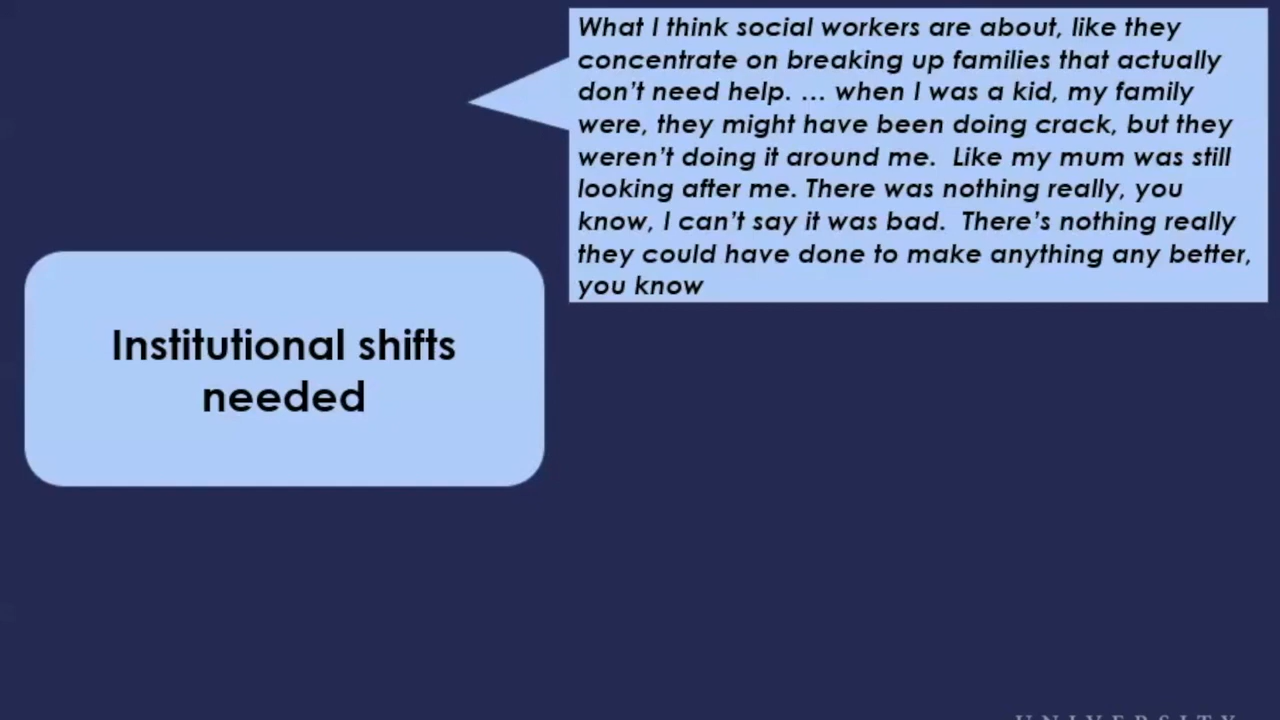 What I think social workers are about, like they
concentrate on breaking up families that actually
don't need help. … when I was a kid, my family
were, they might have been doing crack, but they
weren't doing it around me.  Like my mum was still
looking after me. There was nothing really, you
know, I can't say it was bad.  There's nothing really
they could have done to make anything any better,
you know
Institutional shifts
needed
UNIVERSITY